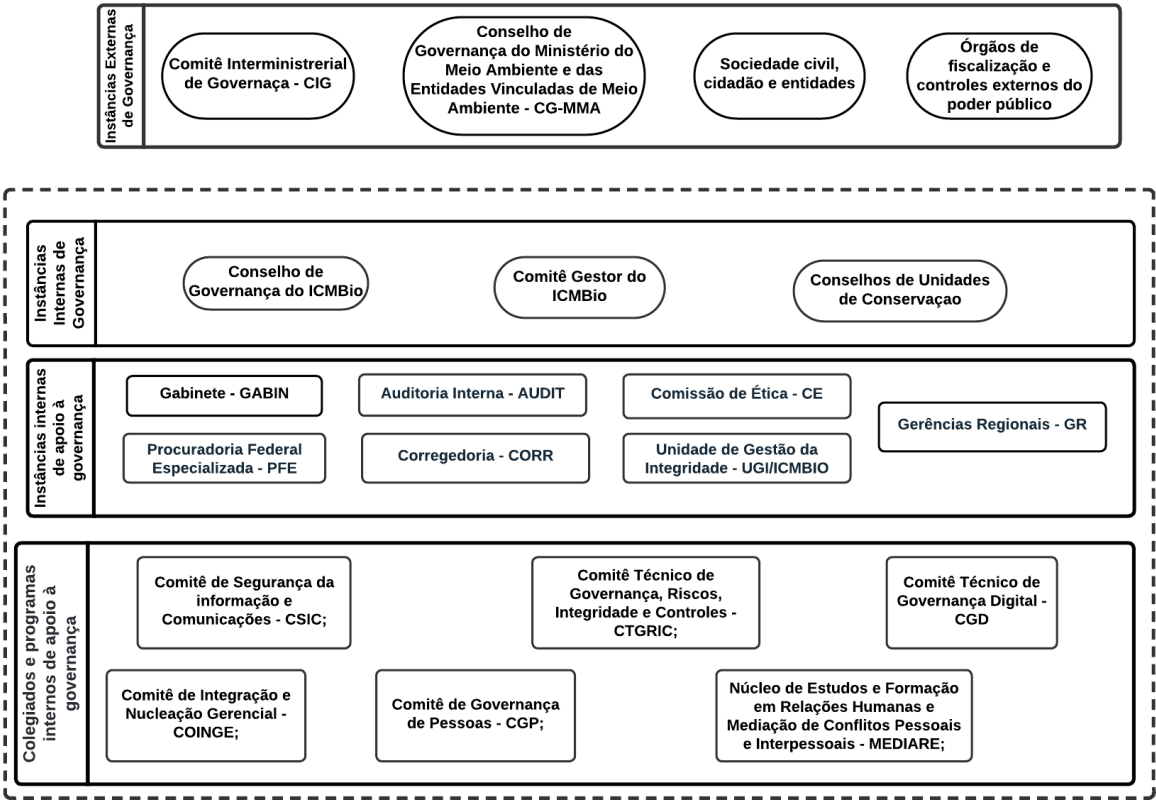 Instâncias Externas
de Governança
Comitê Interministrerial
de Governaça - CIG
Conselho de
Governança do Ministério do
Meio Ambiente e das
Entidades Vinculadas de Meio
Ambiente - CG-MMA
Sociedade civil,
cidadão e entidades
Órgãos de
fiscalização e
controles externos do
poder público
Instâncias
Internas de
Governança
Conselho de
Governança do ICMBio
Comitê Gestor do
ICMBio
Conselhos de Unidades
de Conservaçao
Instâncias internas
de apoio à
governança
Gabinete - GABIN
Auditoria Interna - AUDIT
Comissão de Ética - CE
Gerências Regionais - GR
Procuradoria Federal
Especializada - PFE
Corregedoria - CORR
Unidade de Gestão da
Integridade - UGI/ICMBIO
Colegiados e programas
internos de apoio à
governança
Comitê de Segurança da
informação e
Comunicações - CSIC;
Comitê Técnico de
Governança, Riscos,
Integridade e Controles -
CTGRIC;
Comitê Técnico de
Governança Digital -
CGD
Comitê de Integração e
Nucleação Gerencial -
COINGE;
Comitê de Governança
de Pessoas - CGP;
Núcleo de Estudos e Formação
em Relações Humanas e
Mediação de Conflitos Pessoais
e Interpessoais - MEDIARE;